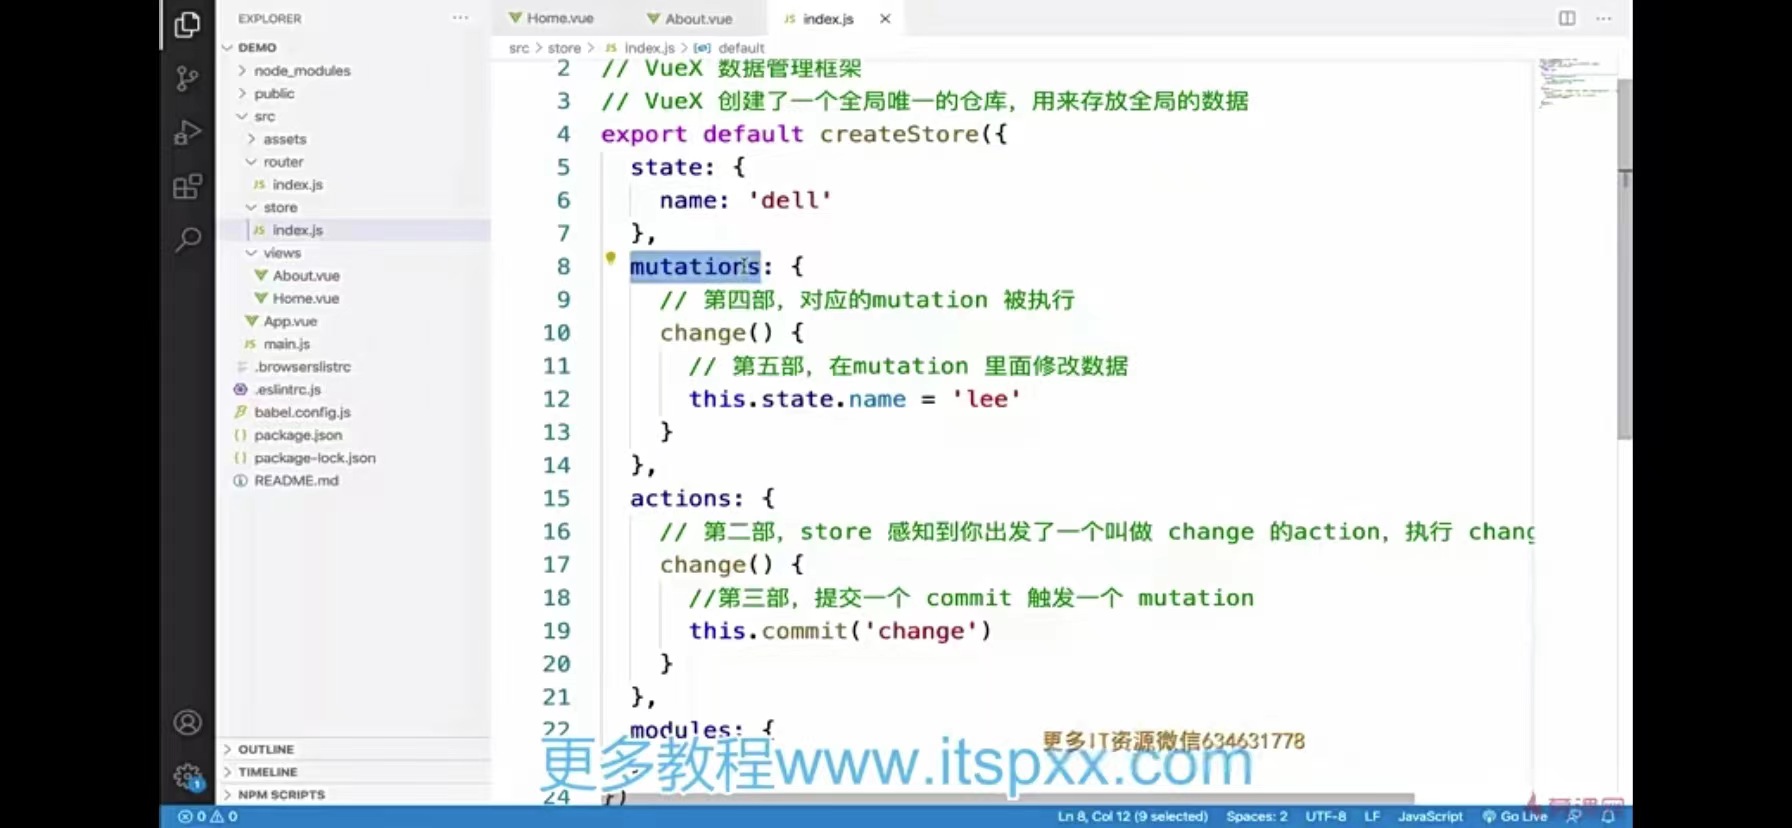 EXPLORER
DEMO
node_modules
public
src
assets
router
JS index.js
store
JS index.js
views
About.vue
Home.vue
App.vue
JS main.js
.browserslistrc
.eslintrc.js
babel.config.js
{} package.json
{} package-lock.json
README.md
OUTLINE
TIMELINE
NPM SCRIPTS
Home.vue
About.vue
JS index.js
src > store > JS index.js > default
2 // VueX 数据管理框架
3 // VueX 创建了一个全局唯一的仓库，用来存放全局的数据
4 export default createStore({
5 state: {
6 name: 'dell'
7 },
8 mutations: {
9 // 第四部，对应的mutation 被执行
10 change() {
11 // 第五部，在mutation 里面修改数据
12 this.state.name = 'lee'
13 }
14 },
15 actions: {
16 // 第二部，store 感知到你出发了一个叫做 change 的action，执行 chang
17 change() {
18 //第三部，提交一个 commit 触发一个 mutation
19 this.commit('change')
20 }
21 },
22 modules: {
24 })
更多IT资源微信634631778
更多教程www.itspxx.com
1
0 0
Ln 8, Col 12 (9 selected)
Spaces: 2
UTF-8
LF
JavaScript
Go Live